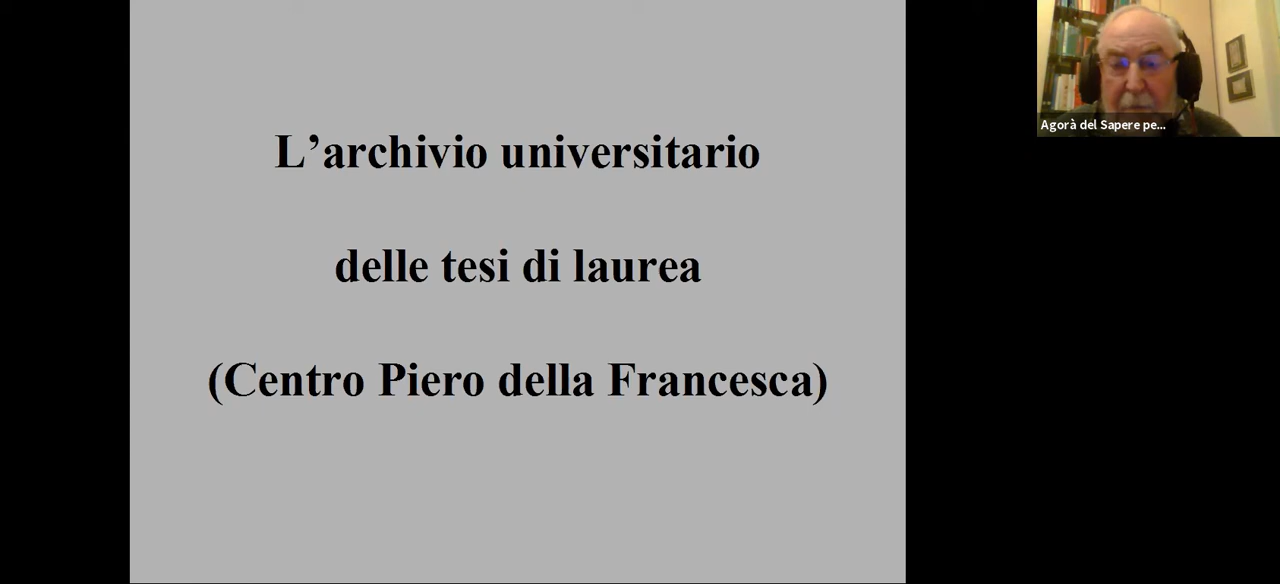 L’archivio universitario
delle tesi di laurea
(Centro Piero della Francesca)
Agorà del Sapere pe...